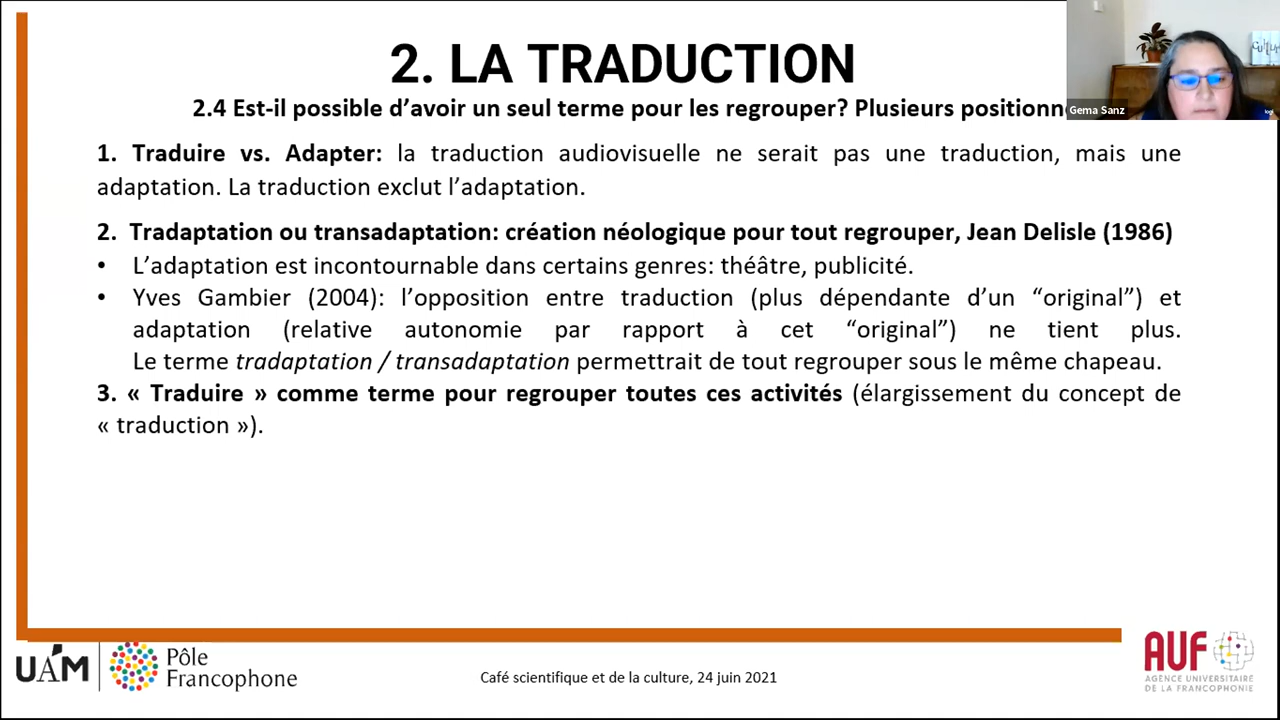 2. LA TRADUCTION
2.4 Est-il possible d’avoir un seul terme pour les regrouper? Plusieurs
Gema Sanz
1. Traduire vs. Adapter: la traduction audiovisuelle ne serait pas une traduction, mais une
adaptation. La traduction exclut l’adaptation.
2. Tradaptation ou transadaptation: création néologique pour tout regrouper, Jean Delisle (1986)
• L’adaptation est incontournable dans certains genres: théâtre, publicité.
• Yves Gambier (2004): l’opposition entre traduction (plus dépendante d’un “original”) et
adaptation (relative autonomie par rapport à cet “original”) ne tient plus.
Le terme tradaptation / transadaptation permettrait de tout regrouper sous le même chapeau.
3. « Traduire » comme terme pour regrouper toutes ces activités (élargissement du concept de
« traduction »).
UAM
Pôle
Francophone
Café scientifique et de la culture, 24 juin 2021
AUF
AGENCE UNIVERSITAIRE
DE LA FRANCOPHONIE